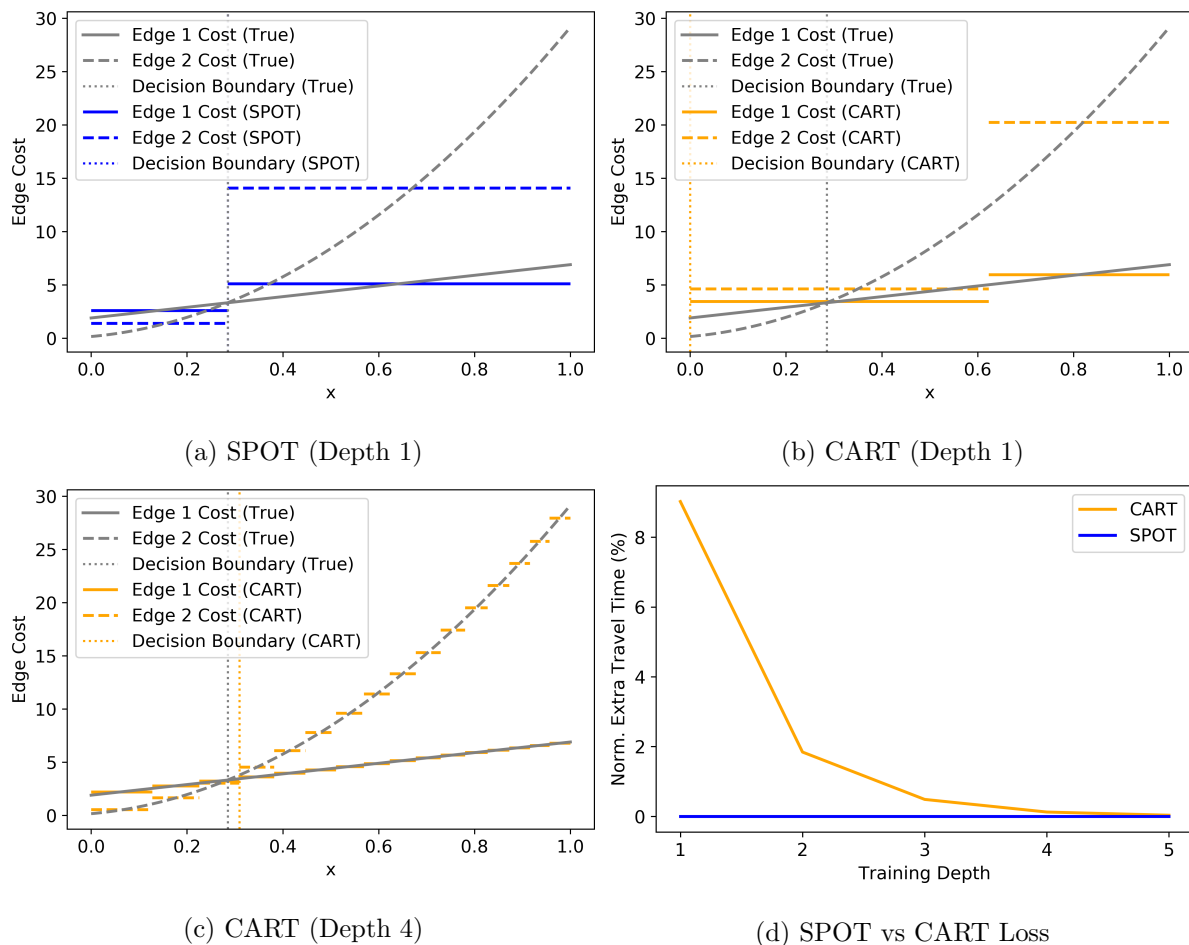 30
25
20
15
10
5
0
Edge Cost
Edge 1 Cost (True)
Edge 2 Cost (True)
Decision Boundary (True)
Edge 1 Cost (SPOT)
Edge 2 Cost (SPOT)
Decision Boundary (SPOT)
0.0 0.2 0.4 0.6 0.8 1.0
x
(a) SPOT (Depth 1)
30
25
20
15
10
5
0
Edge Cost
Edge 1 Cost (True)
Edge 2 Cost (True)
Decision Boundary (True)
Edge 1 Cost (CART)
Edge 2 Cost (CART)
Decision Boundary (CART)
0.0 0.2 0.4 0.6 0.8 1.0
x
(b) CART (Depth 1)
30
25
20
15
10
5
0
Edge Cost
Edge 1 Cost (True)
Edge 2 Cost (True)
Decision Boundary (True)
Edge 1 Cost (CART)
Edge 2 Cost (CART)
Decision Boundary (CART)
0.0 0.2 0.4 0.6 0.8 1.0
x
(c) CART (Depth 4)
8
6
4
2
0
Norm. Extra Travel Time (%)
CART
SPOT
1 2 3 4 5
Training Depth
(d) SPOT vs CART Loss